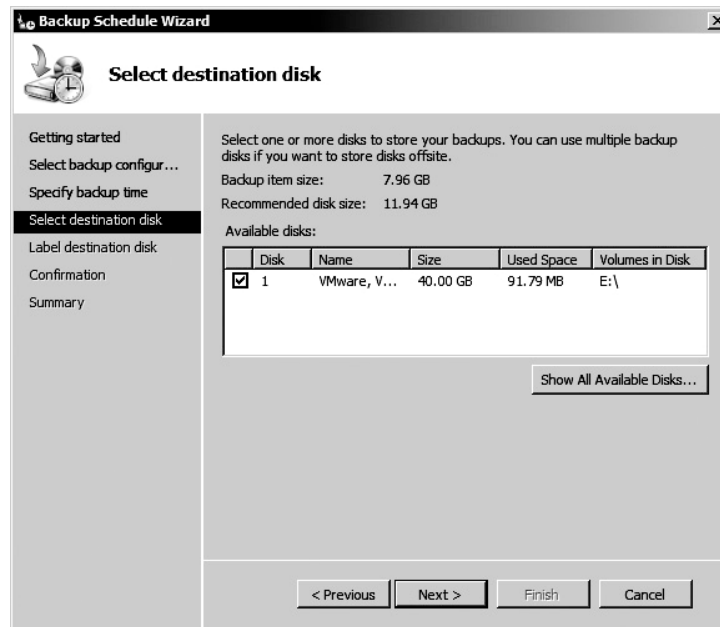 Backup Schedule Wizard
Select destination disk
Getting started
Select backup configur...
Specify backup time
Select destination disk
Label destination disk
Confirmation
Summary
Select one or more disks to store your backups. You can use multiple backup
disks if you want to store disks offsite.
Backup item size: 7.96 GB
Recommended disk size: 11.94 GB
Available disks:
Disk Name Size Used Space Volumes in Disk
1 VMware, V... 40.00 GB 91.79 MB E:\
Show All Available Disks...
< Previous Next > Finish Cancel